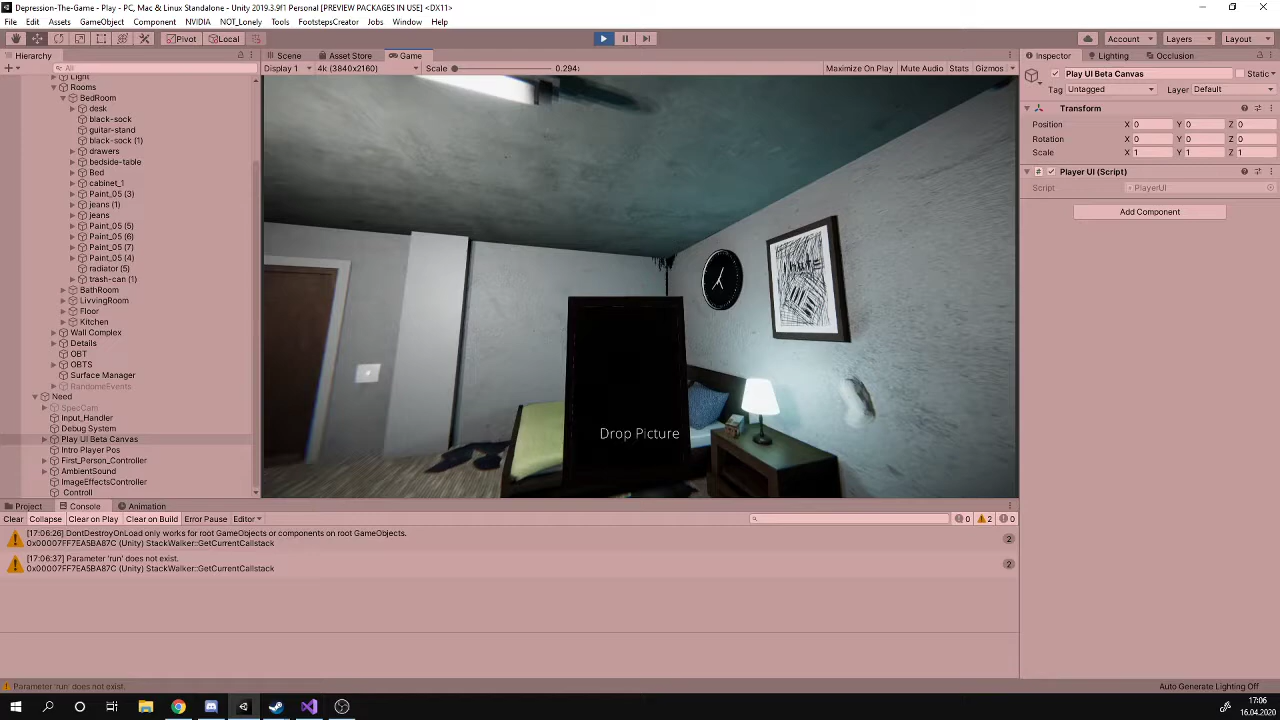 Depression-The-Game - Play - PC, Mac & Linux Standalone - Unity 2019.3.9f1 Personal [PREVIEW PACKAGES IN USE] <DX11>
File Edit Assets GameObject Component NVIDIA NOT_Lonely FootstepsCreator Tools Jobs Window Help
Pivot Local Account Layers Layout
Hierarchy Scene Asset Store Game Inspector Lighting Occlusion
All Display 1 4k (3840x2160) Scale 0.294x Maximize On Play Mute Audio Stats Gizmos
Play UI Beta Canvas Static
Tag Untagged Layer Default
Transform
Position X 0 Y 0 Z 0
Rotation X 0 Y 0 Z 0
Scale X 1 Y 1 Z 1
Player UI (Script)
Script PlayerUI
Add Component
Light
Rooms
BedRoom
desk
black-sock
guitar-stand
black-sock (1)
drawers
bedside-table
Bed
cabinet_1
Paint_05 (3)
jeans (1)
jeans
Paint_05 (5)
Paint_05 (6)
Paint_05 (7)
Paint_05 (4)
radiator (5)
trash-can (1)
BathRoom
LivvingRoom
Floor
Kitchen
Wall Complex
Details
OBT
OBTS
Surface Manager
RandomeEvents
Need
SpecCam
Input_Handler
Debug System
Play UI Beta Canvas
Intro Player Pos
First_Person_Controller
AmbientSound
ImageEffectsController
Controll
I hate
Drop Picture
Project Console Animation
Clear Collapse Clear on Play Clear on Build Error Pause Editor 0 2 0
[17:06:26] DontDestroyOnLoad only works for root GameObjects or components on root GameObjects.
0x00007FF7EA5BA87C (Unity) StackWalker::GetCurrentCallstack
2
[17:06:37] Parameter 'run' does not exist.
0x00007FF7EA5BA87C (Unity) StackWalker::GetCurrentCallstack
2
Parameter 'run' does not exist.
Auto Generate Lighting Off
17:06
16.04.2020